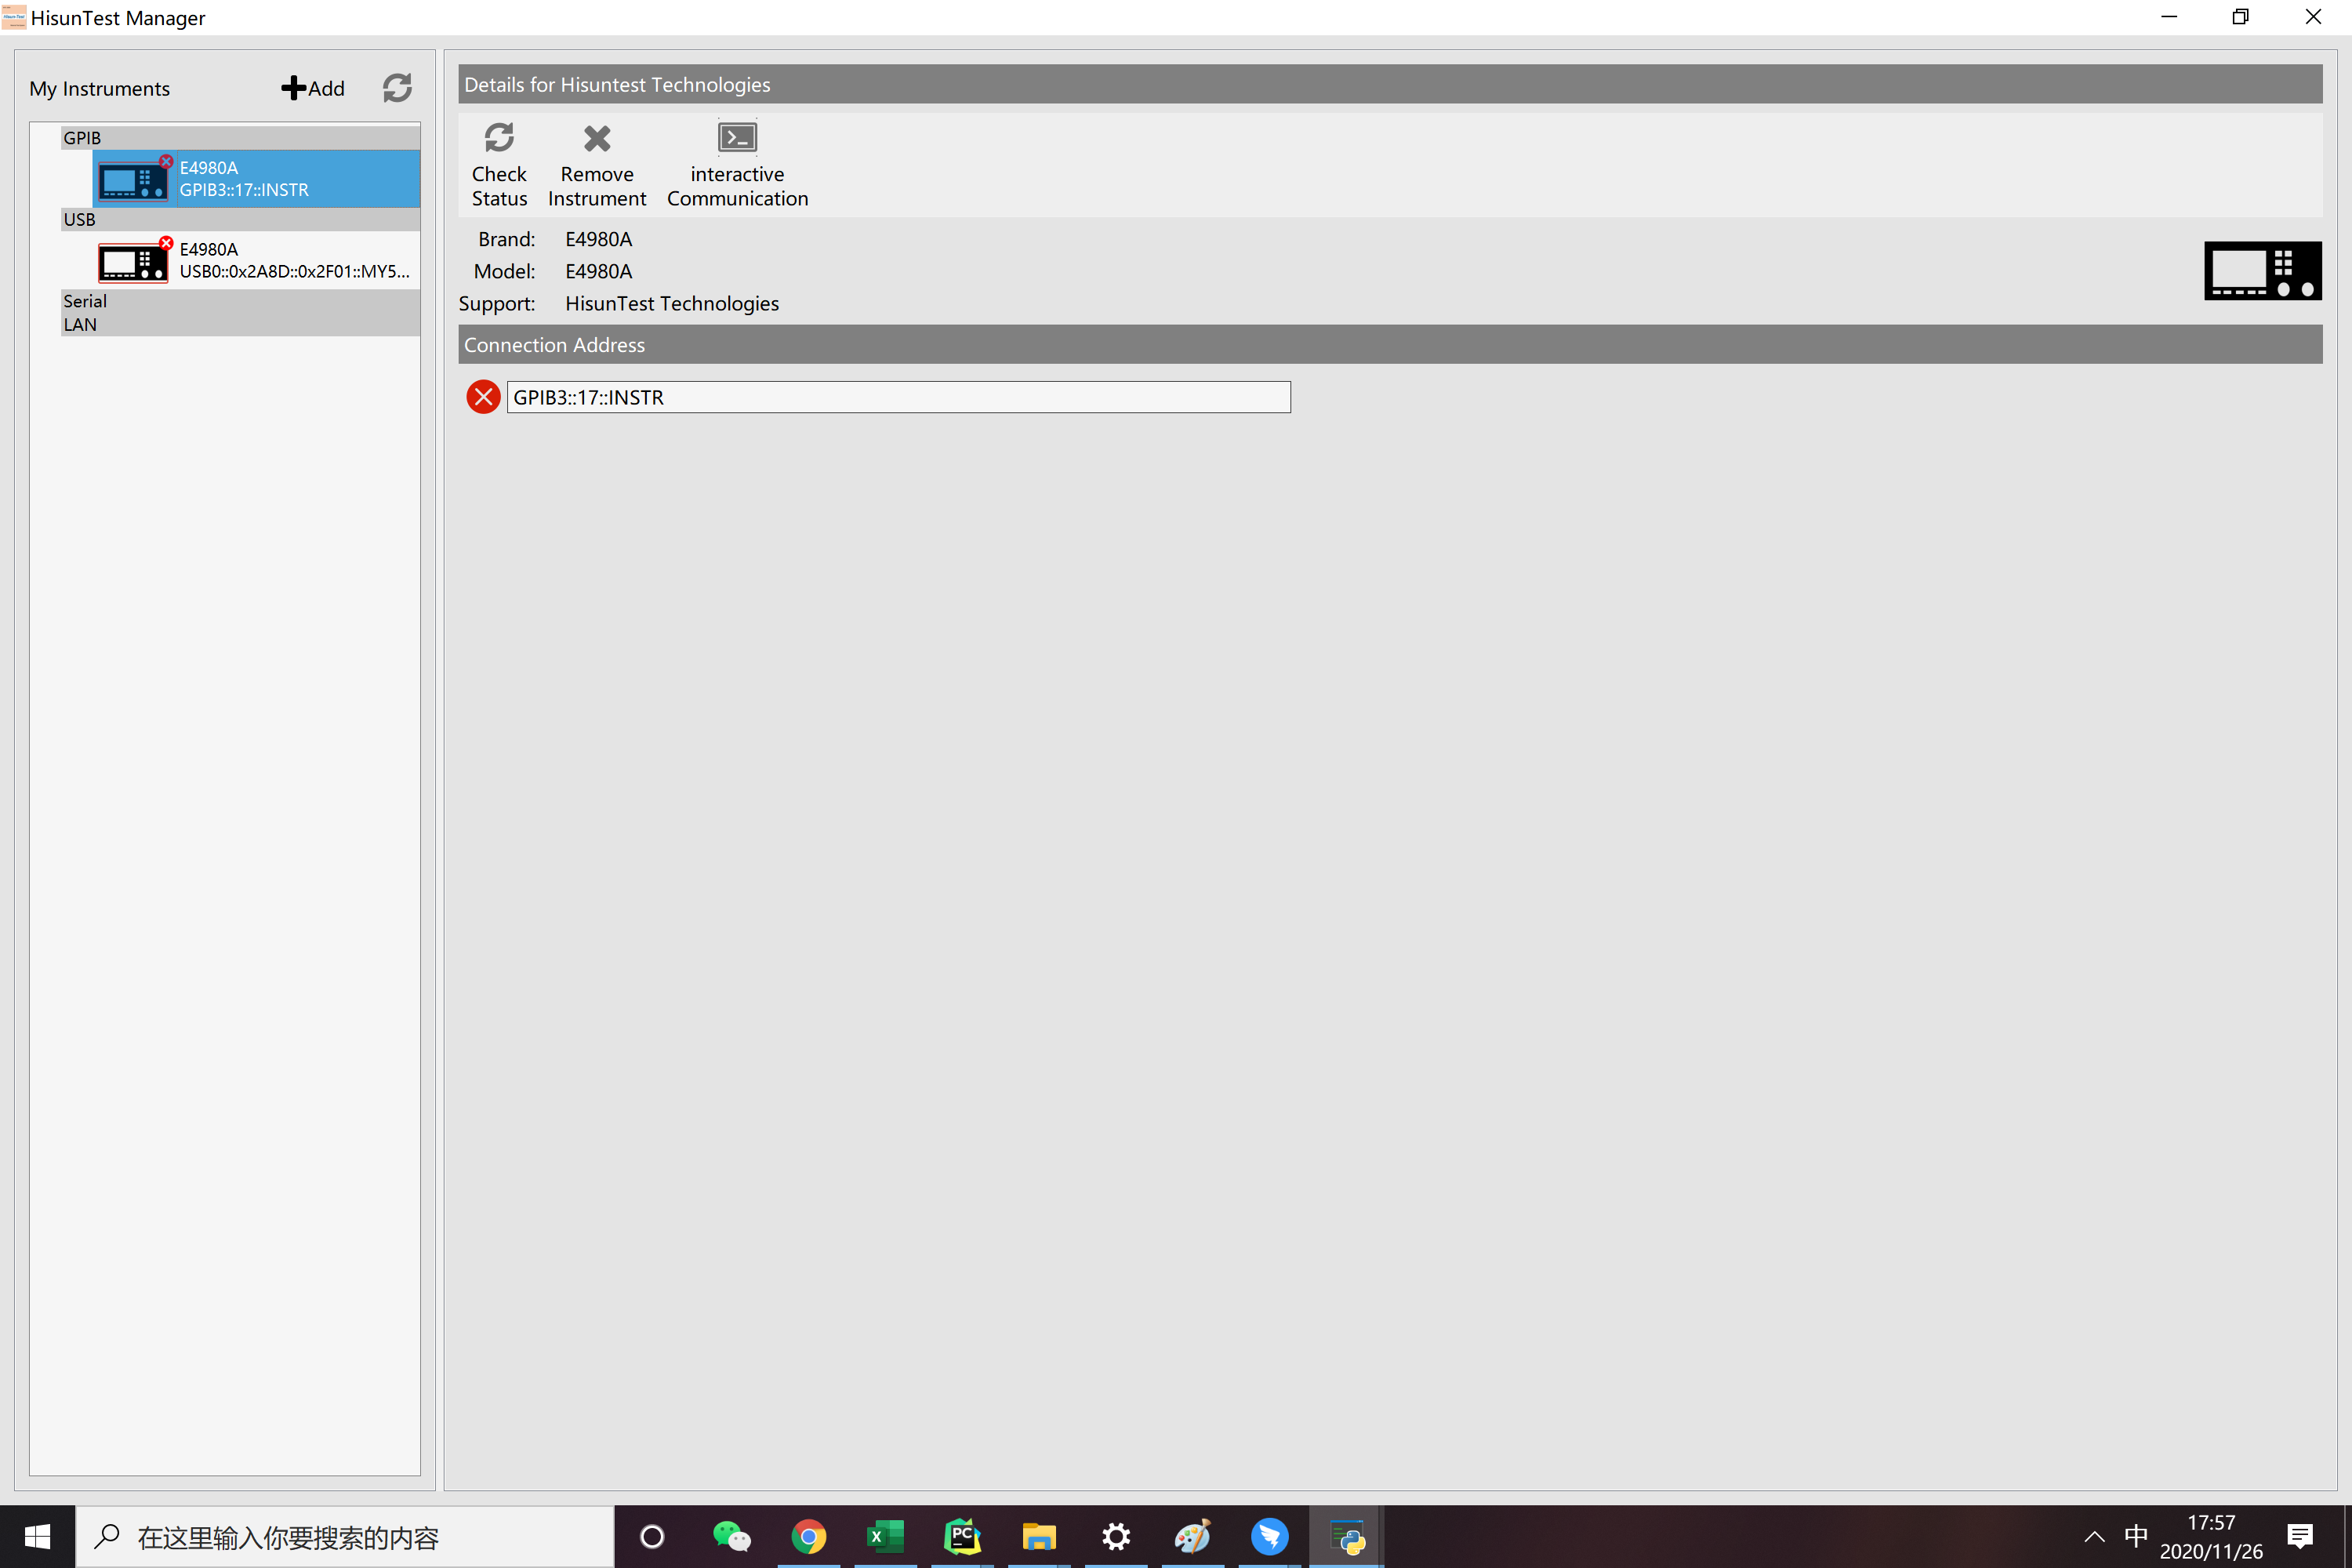 HisunTest Manager
My Instruments
Add
GPIB
E4980A
GPIB3::17::INSTR
USB
E4980A
USB0::0x2A8D::0x2F01::MY5...
Serial
LAN
Details for Hisuntest Technologies
Check
Status
Remove
Instrument
interactive
Communication
Brand: E4980A
Model: E4980A
Support: HisunTest Technologies
Connection Address
GPIB3::17::INSTR
在这里输入你要搜索的内容
中
17:57
2020/11/26